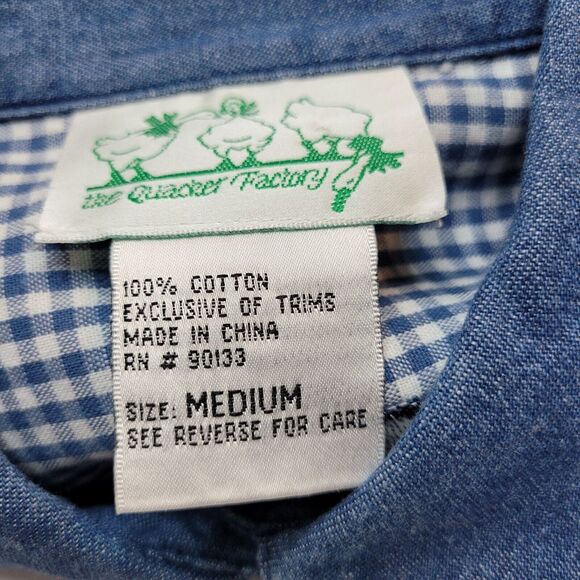 the Quacker Factory
100% COTTON
EXCLUSIVE OF TRIMS
MADE IN CHINA
RN # 90133
SIZE: MEDIUM
SEE REVERSE FOR CARE